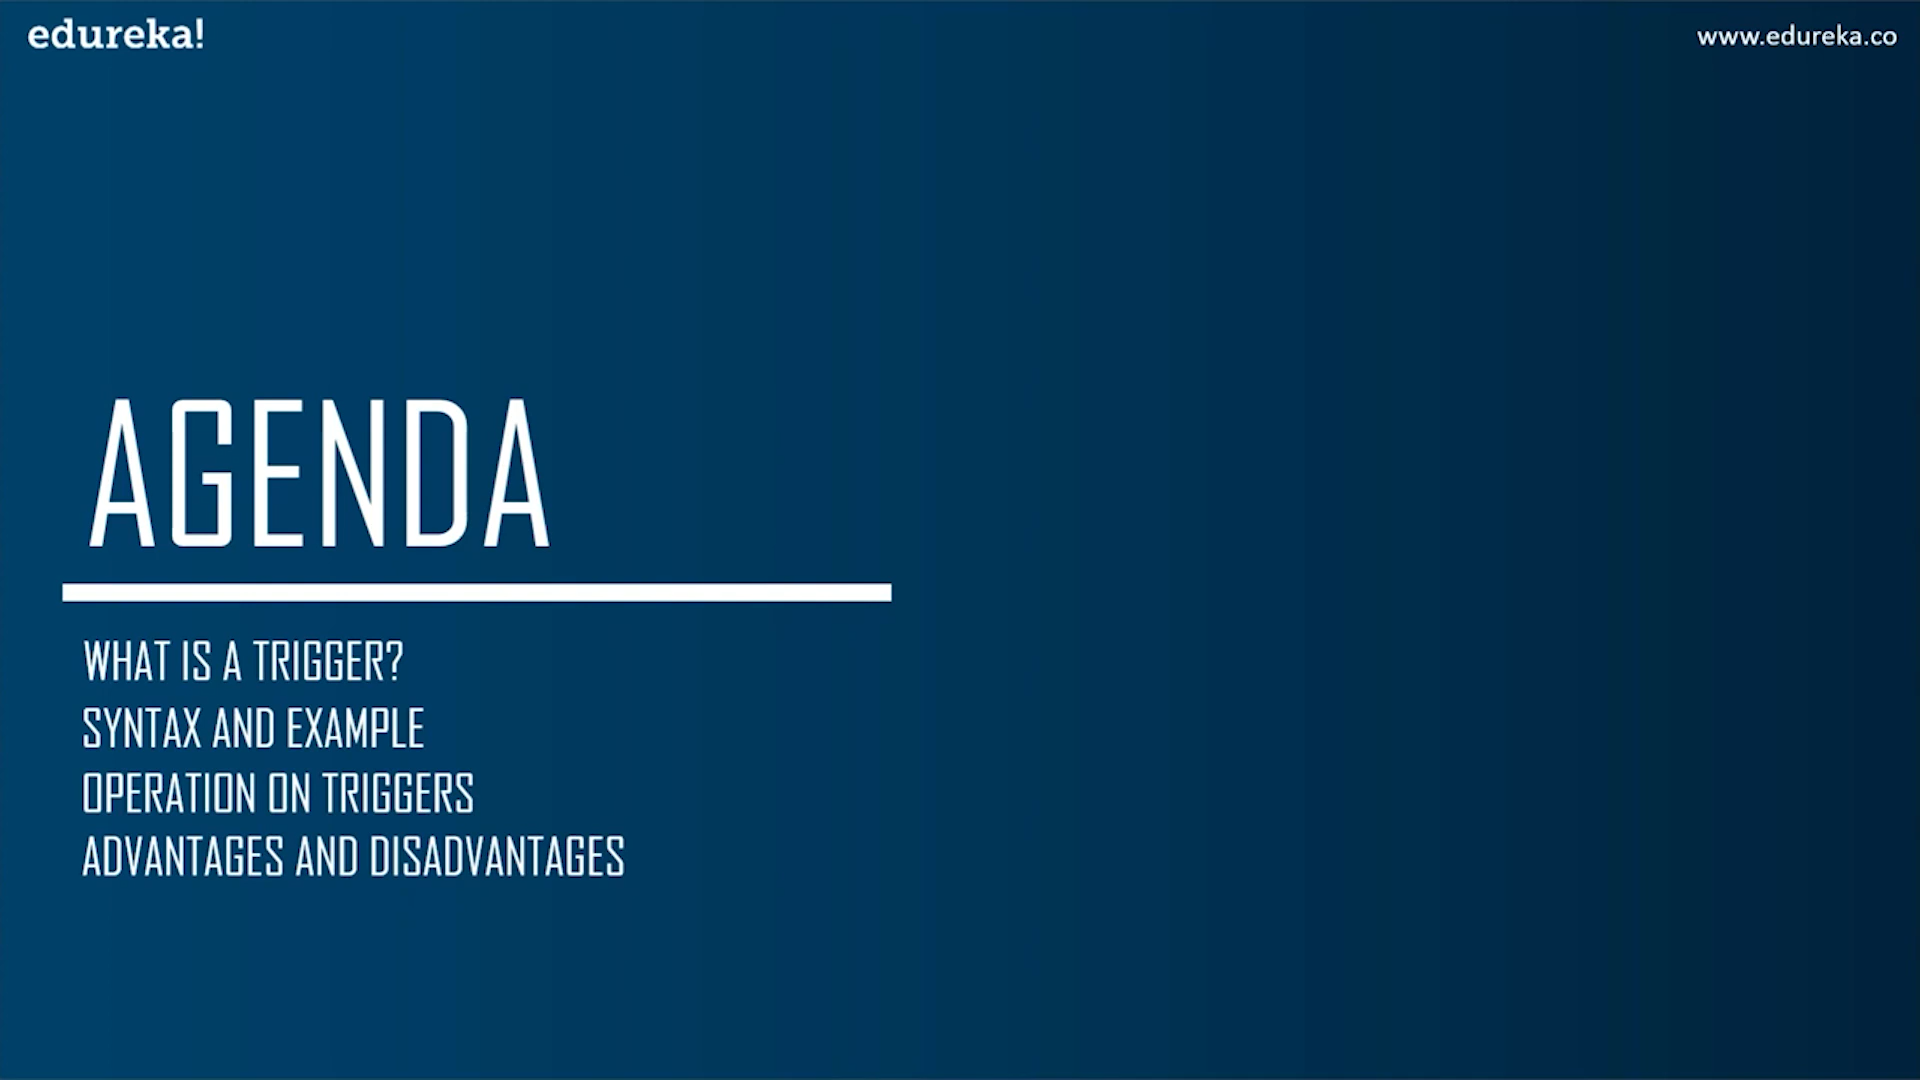 edureka!
www.edureka.co
AGENDA
WHAT IS A TRIGGER?
SYNTAX AND EXAMPLE
OPERATION ON TRIGGERS
ADVANTAGES AND DISADVANTAGES